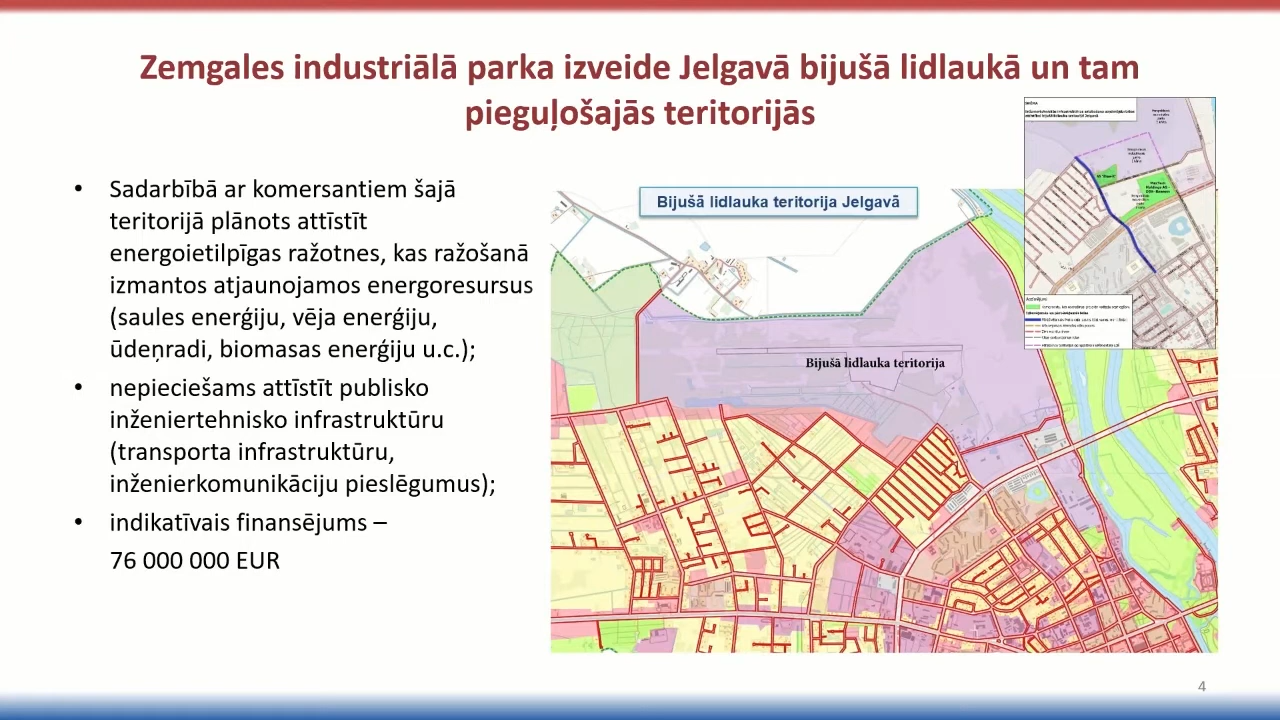 Zemgales industriālā parka izveide Jelgavā bijušā lidlaukā un tam
pieguļošajās teritorijās
• Sadarbībā ar komersantiem šajā
teritorijā plānots attīstīt
energoietilpīgas ražotnes, kas ražošanā
izmantos atjaunojamos energoresursus
(saules enerģiju, vēja enerģiju,
ūdeņradi, biomasas enerģiju u.c.);
• nepieciešams attīstīt publisko
inženiertehnisko infrastruktūru
(transporta infrastruktūru,
inženierkomunikāciju pieslēgumus);
• indikatīvais finansējums –
76 000 000 EUR
Bijušā lidlauka teritorija Jelgavā
Bijušā lidlauka teritorija
4